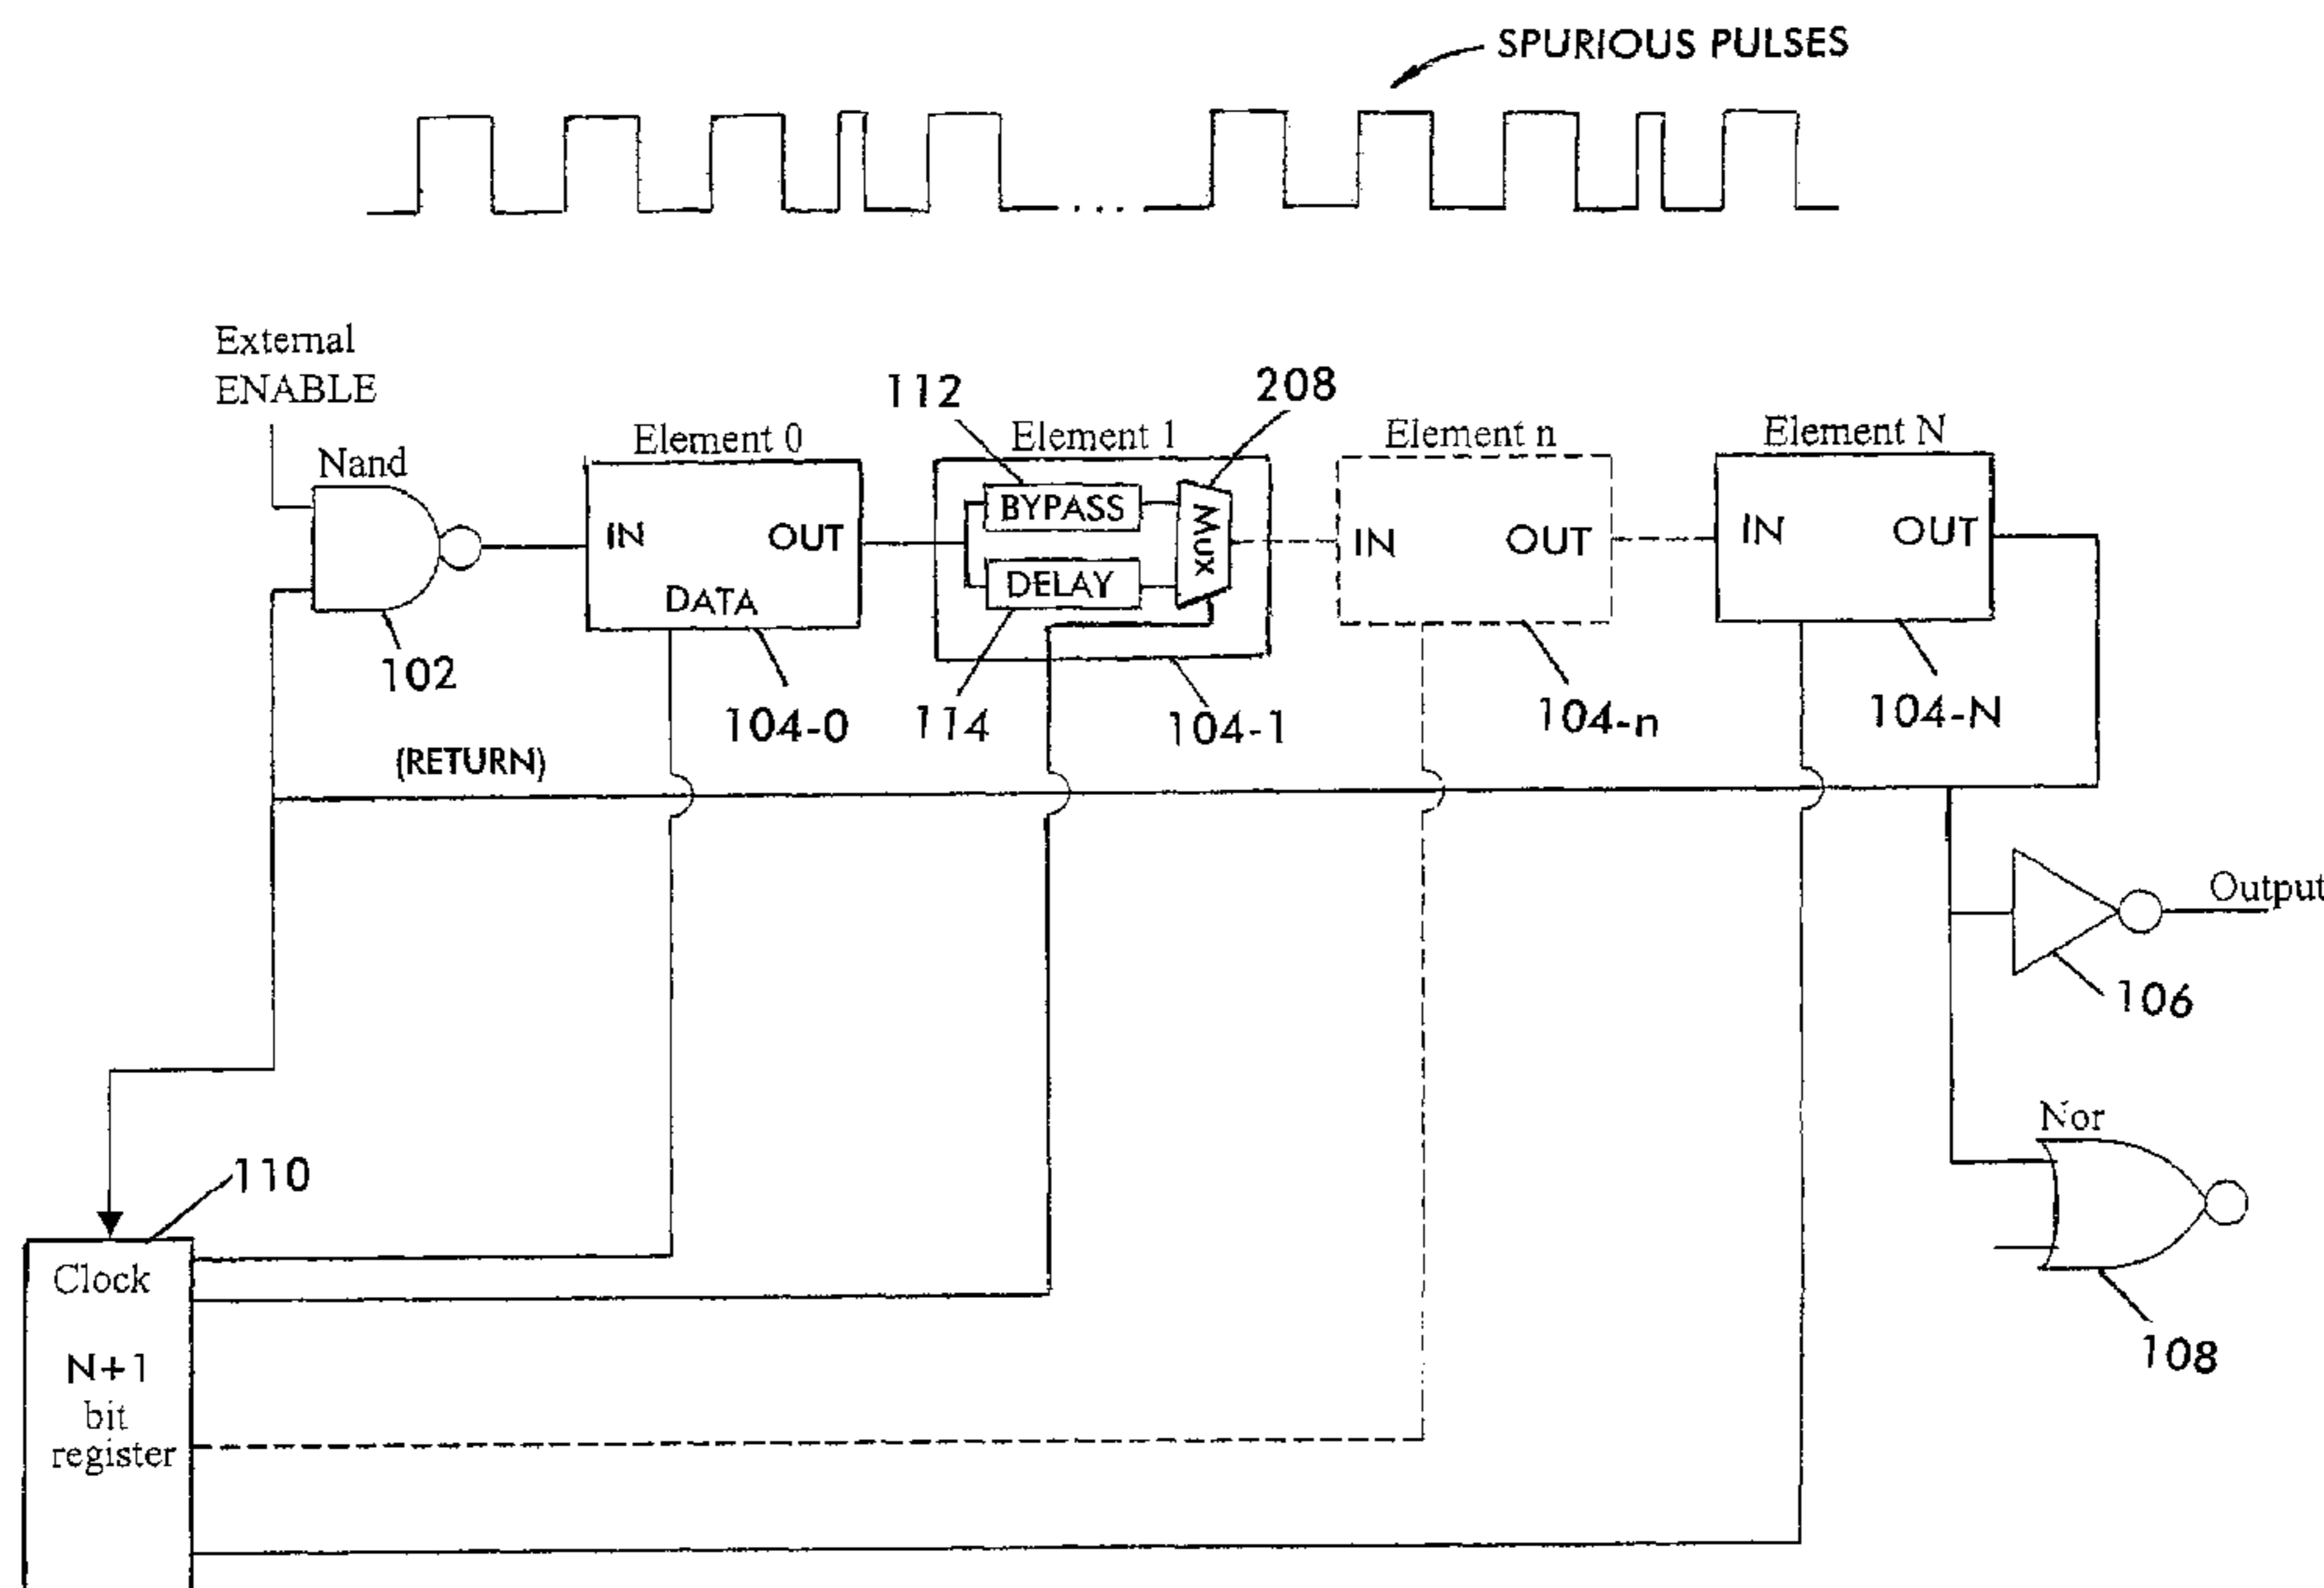 SPURIOUS PULSES
External
ENABLE
Nand
102
Element 0
IN
OUT
DATA
104-0
112
Element 1
208
BYPASS
DELAY
Mux
114
104-1
Element n
IN
OUT
104-n
Element N
IN
OUT
104-N
(RETURN)
Output
106
Nor
108
110
Clock
N+1
bit
register
...